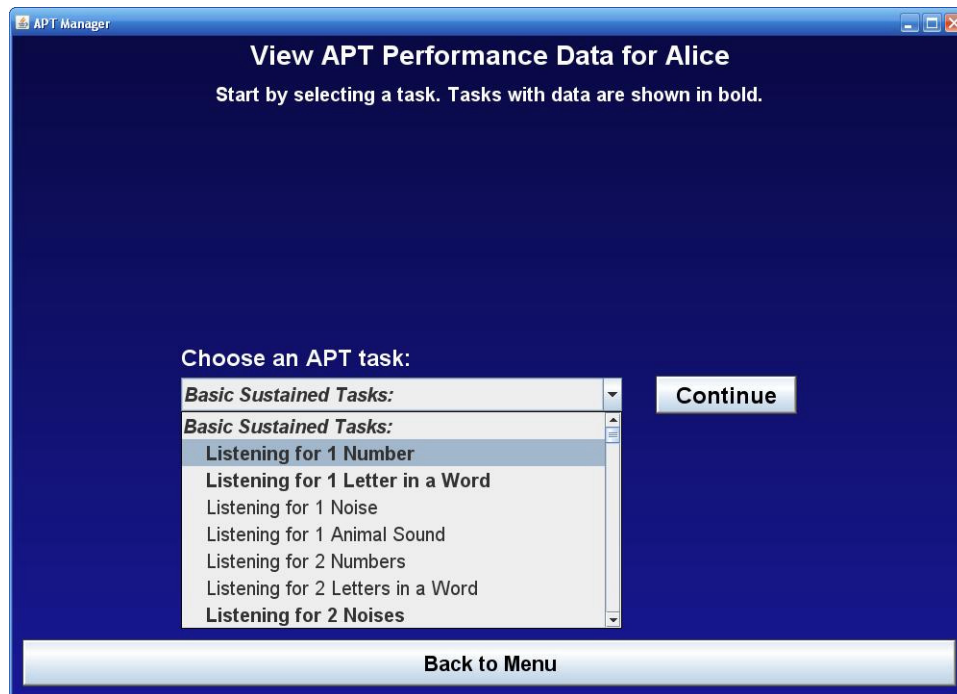 APT Manager
View APT Performance Data for Alice
Start by selecting a task. Tasks with data are shown in bold.
Choose an APT task:
Basic Sustained Tasks:
Continue
Basic Sustained Tasks:
Listening for 1 Number
Listening for 1 Letter in a Word
Listening for 1 Noise
Listening for 1 Animal Sound
Listening for 2 Numbers
Listening for 2 Letters in a Word
Listening for 2 Noises
Back to Menu